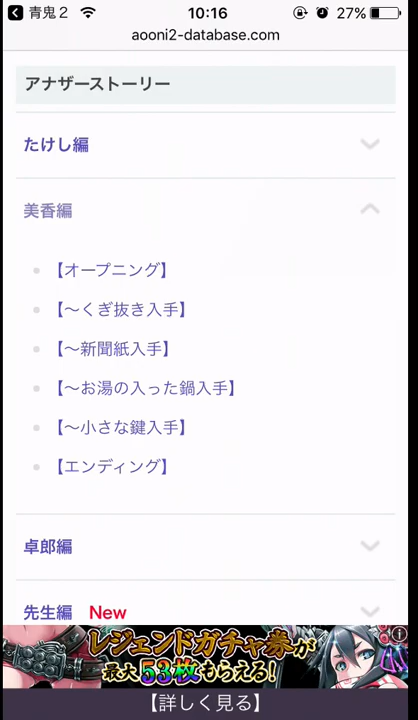 青鬼２ 10:16 27%
aooni2-database.com
アナザーストーリー
たけし編
美香編
【オープニング】
【～くぎ抜き入手】
【～新聞紙入手】
【～お湯の入った鍋入手】
【～小さな鍵入手】
【エンディング】
卓郎編
先生編 New
レジェンドガチャ券が
最大53枚もらえる!
【詳しく見る】